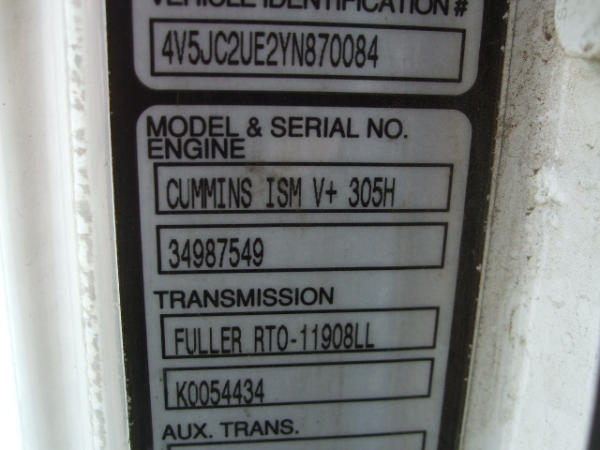 VEHICLE IDENTIFICATION #
4V5JC2UE2YN870084
MODEL & SERIAL NO.
ENGINE
CUMMINS ISM V+ 305H
34987549
TRANSMISSION
FULLER RTO-11908LL
K0054434
AUX. TRANS.